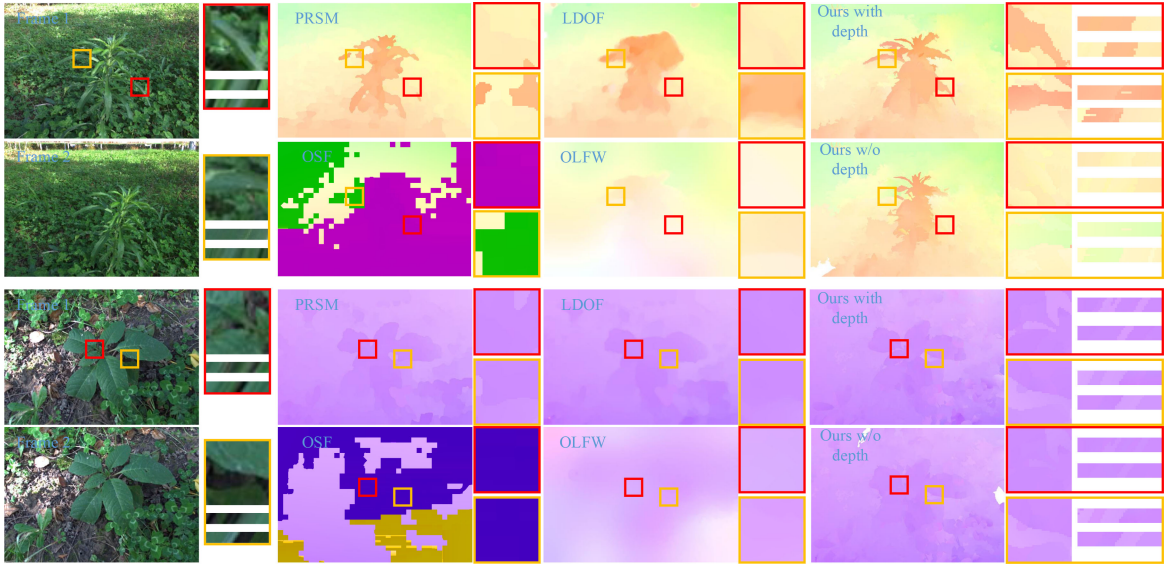 Frame 1
PRSM
LDOF
Ours with
depth
Frame 2
OSF
OLFW
Ours w/o
depth
Frame 1
PRSM
LDOF
Ours with
depth
Frame 2
OSF
OLFW
Ours w/o
depth